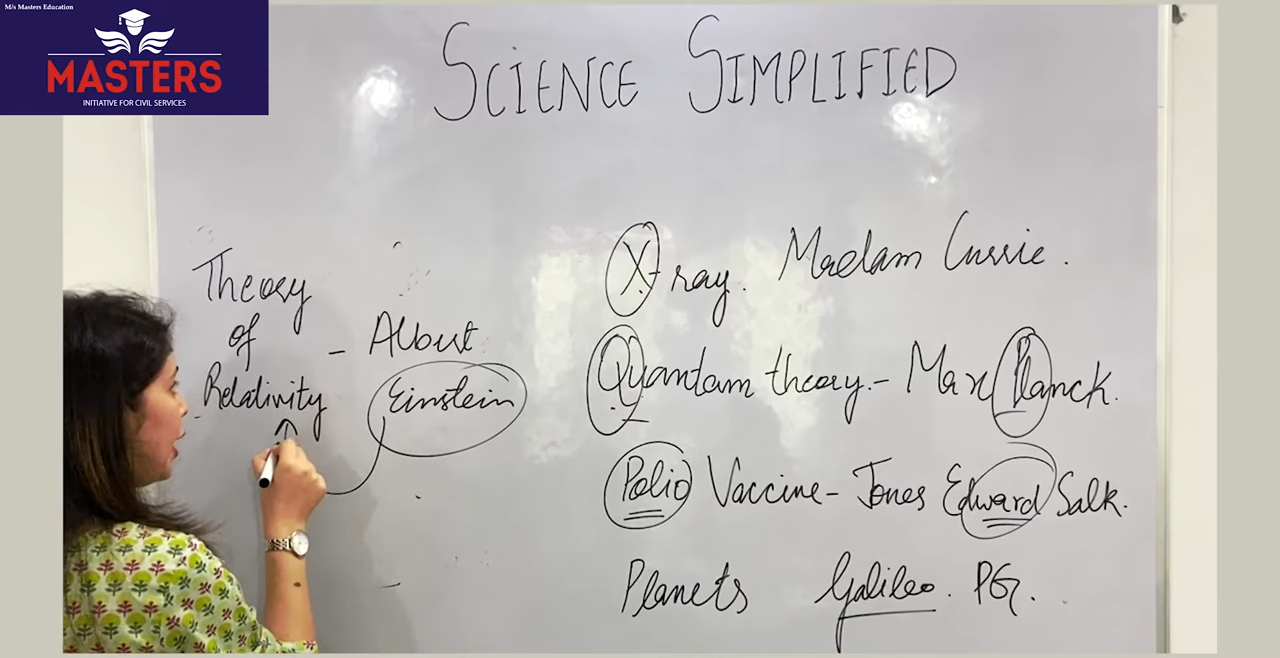 M/s Masters Education
MASTERS
INITIATIVE FOR CIVIL SERVICES
SCIENCE SIMPLIFIED
Theory
of
Relativity
- Albert
Einstein
X-ray. Madam Currie.
Quantam theory. - Max Planck.
Polio Vaccine - Jones Edward Salk.
Planets Galileo. PG.